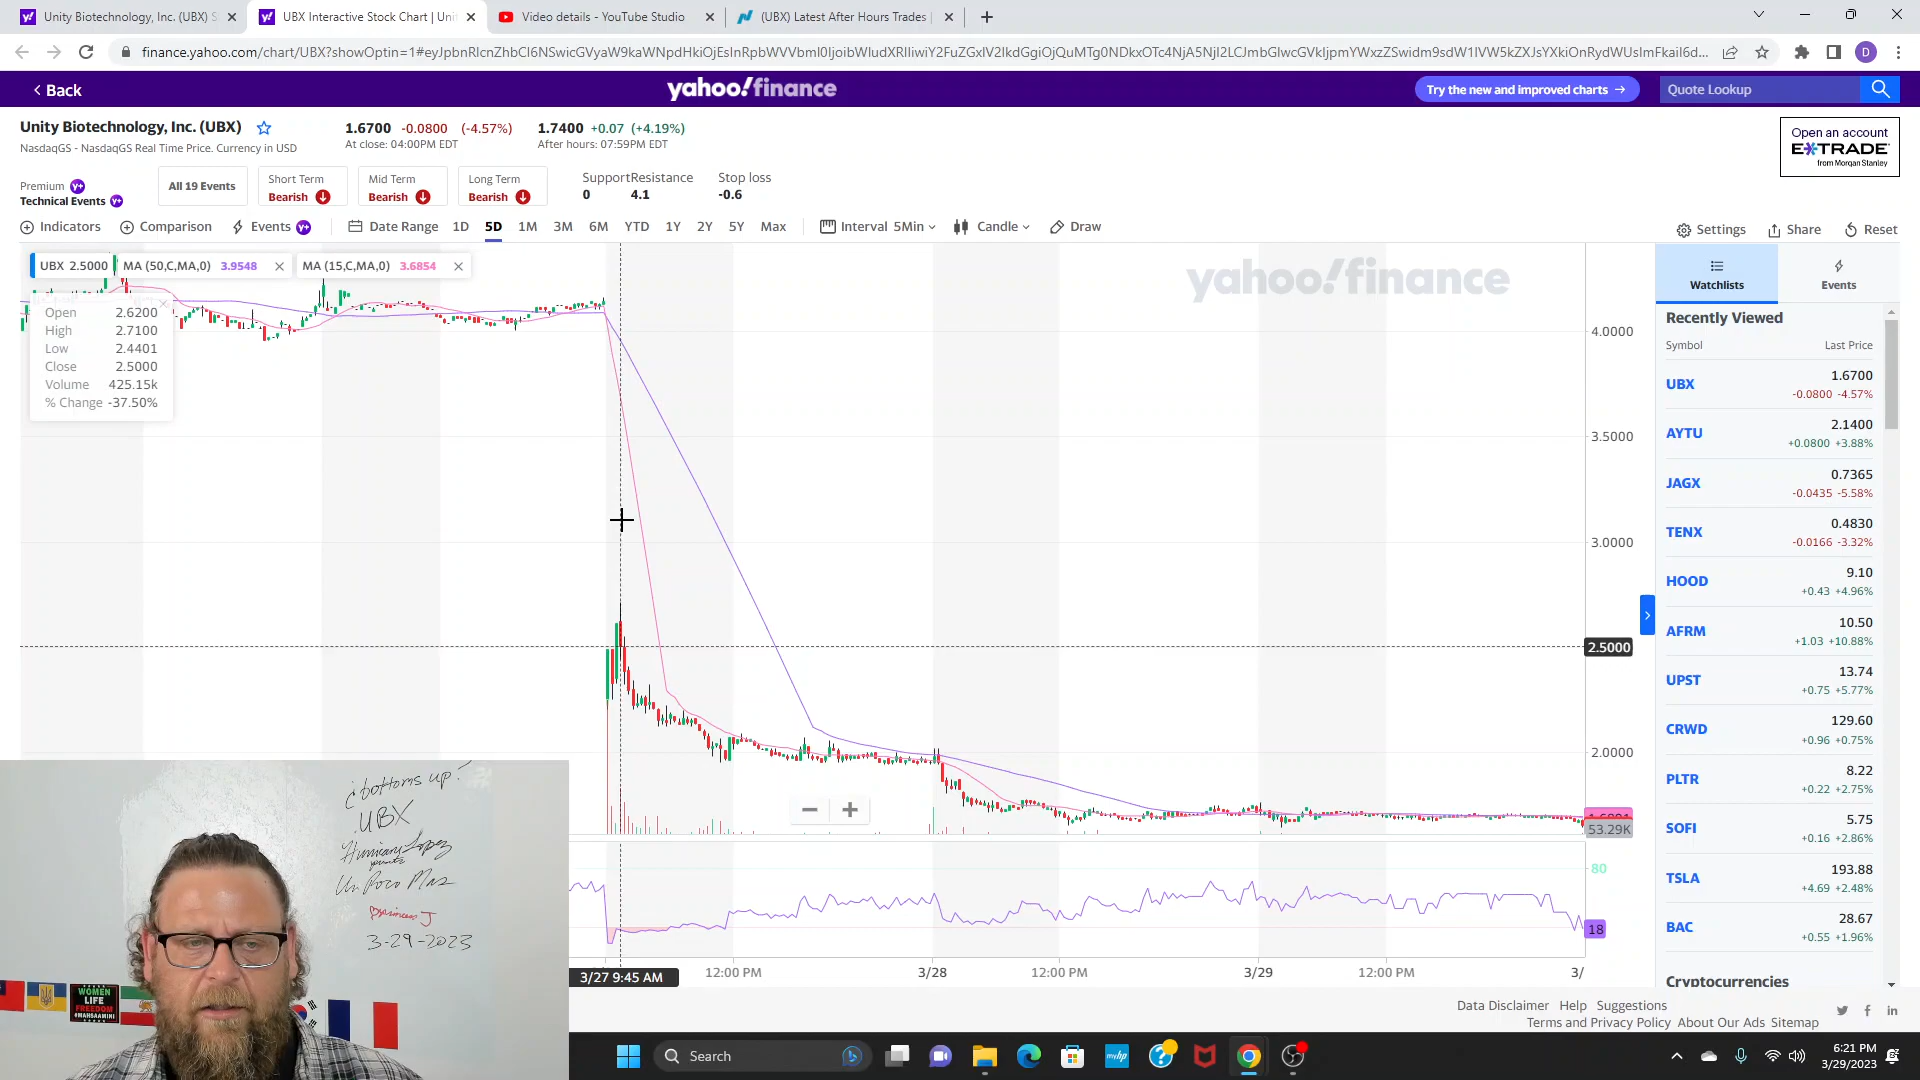 Unity Biotechnology, Inc. (UBX) S
UBX Interactive Stock Chart | Uni
Video details - YouTube Studio
(UBX) Latest After Hours Trades |
Back
yahoo!finance
Try the new and improved charts →
Quote Lookup
Unity Biotechnology, Inc. (UBX)
1.6700 -0.0800 (-4.57%)
1.7400 +0.07 (+4.19%)
NasdaqGS - NasdaqGS Real Time Price. Currency in USD
At close: 04:00PM EDT
After hours: 07:59PM EDT
Open an account
E*TRADE
from Morgan Stanley
Premium Y+
Technical Events Y+
All 19 Events
Short Term
Bearish
Mid Term
Bearish
Long Term
Bearish
Support Resistance Stop loss
0 4.1 -0.6
Indicators Comparison Events Y+ Date Range 1D 5D 1M 3M 6M YTD 1Y 2Y 5Y Max Interval 5Min Candle Draw
Settings Share Reset
UBX 2.5000
MA (50,C,MA,0) 3.9548
MA (15,C,MA,0) 3.6854
Open 2.6200
High 2.7100
Low 2.4401
Close 2.5000
Volume 425.15k
% Change -37.50%
yahoo!finance
4.0000
3.5000
3.0000
2.5000
2.0000
53.29K
80
18
3/27 9:45 AM
12:00 PM
3/28
12:00 PM
3/29
12:00 PM
3/
Watchlists
Events
Recently Viewed
Symbol Last Price
UBX 1.6700
-0.0800 -4.57%
AYTU 2.1400
+0.0800 +3.88%
JAGX 0.7365
-0.0435 -5.58%
TENX 0.4830
-0.0166 -3.32%
HOOD 9.10
+0.43 +4.96%
AFRM 10.50
+1.03 +10.88%
UPST 13.74
+0.75 +5.77%
CRWD 129.60
+0.96 +0.75%
PLTR 8.22
+0.22 +2.75%
SOFI 5.75
+0.16 +2.86%
TSLA 193.88
+4.69 +2.48%
BAC 28.67
+0.55 +1.96%
Cryptocurrencies
Data Disclaimer Help Suggestions
Terms and Privacy Policy About Our Ads Sitemap
¿bottoms up?
UBX
Hurricane Lopez
Un Poco Mas
J
3-29-2023
WOMEN
LIFE
FREEDOM
#MAHSAAMINI
Search
myhp
6:21 PM
3/29/2023